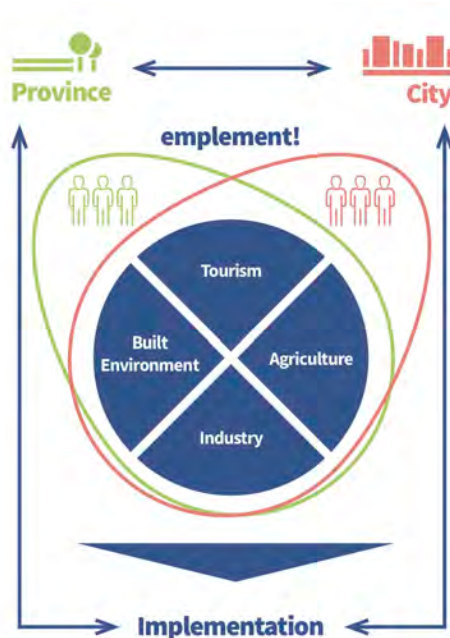 Province
City
emplement!
Tourism
Built
Environment
Agriculture
Industry
Implementation